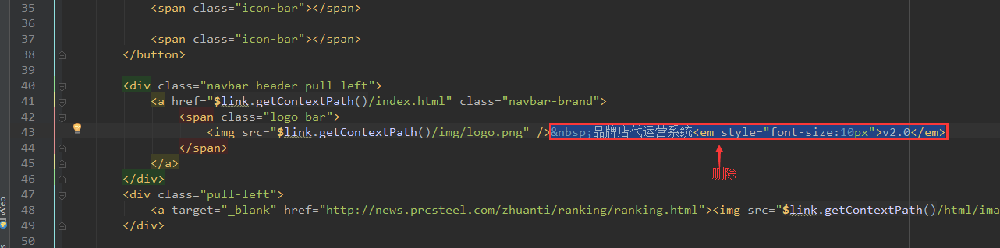 35 <span class="icon-bar"></span>
36
37 <span class="icon-bar"></span>
38 </button>
39
40 <div class="navbar-header pull-left">
41 <a href="$link.getContextPath()/index.html" class="navbar-brand">
42 <span class="logo-bar">
43 <img src="$link.getContextPath()/img/logo.png" />&nbsp;品牌店代运营系统<em style="font-size:10px">v2.0</em>
44 </span>
删除
45 </a>
46 </div>
47 <div class="pull-left">
48 <a target="_blank" href="http://news.prcsteel.com/zhuanti/ranking/ranking.html"><img src="$link.getContextPath()/html/ima
49 </div>
50
Web